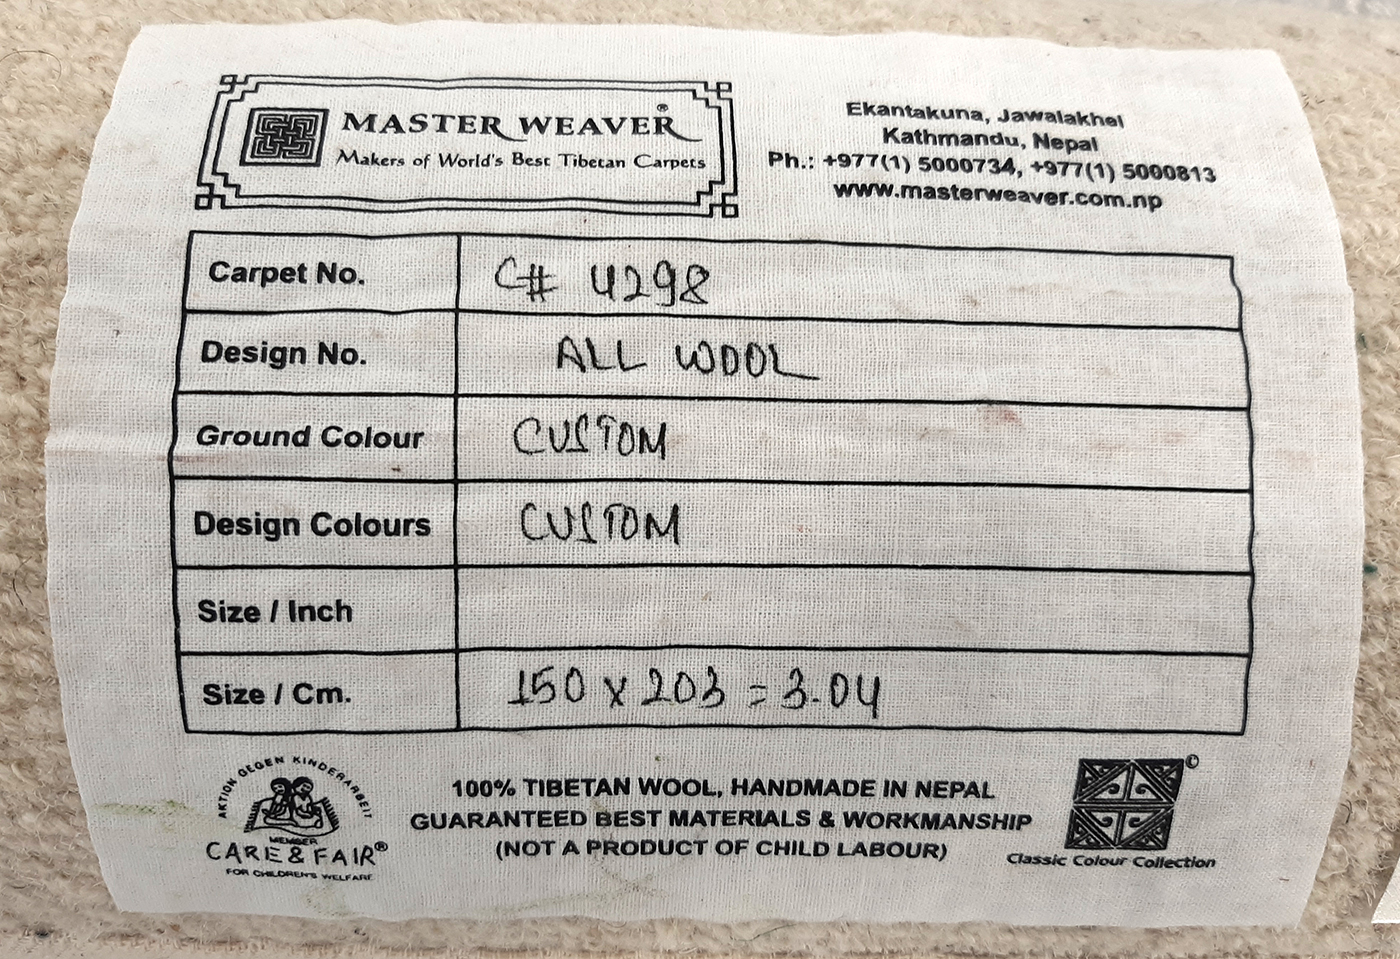 MASTER WEAVER®
Makers of World's Best Tibetan Carpets
Ekantakuna, Jawalakhel
Kathmandu, Nepal
Ph.: +977(1) 5000734, +977(1) 5000813
www.masterweaver.com.np
Carpet No. C# 4298
Design No. ALL WOOL
Ground Colour CUSTOM
Design Colours CUSTOM
Size / Inch
Size / Cm. 150 x 203 = 3.04
AKTION GEGEN KINDERARBEIT
MEMBER
CARE & FAIR®
FOR CHILDREN'S WELFARE
100% TIBETAN WOOL, HANDMADE IN NEPAL
GUARANTEED BEST MATERIALS & WORKMANSHIP
(NOT A PRODUCT OF CHILD LABOUR)
©
Classic Colour Collection